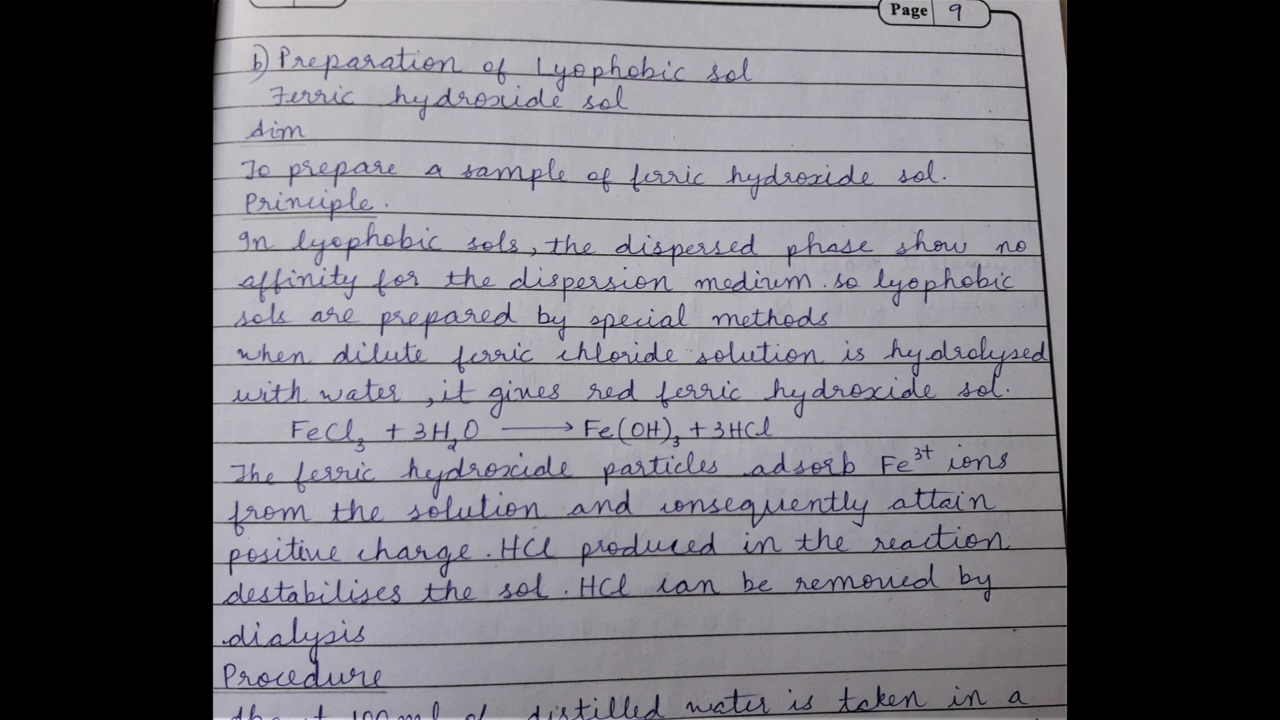 Page 9
b) Preparation of Lyophobic sol
Ferric hydroxide sol
Aim
To prepare a sample of ferric hydroxide sol.
Principle.
In lyophobic sols, the dispersed phase show no
affinity for the dispersion medium. so lyophobic
sols are prepared by special methods
when dilute ferric chloride solution is hydrolysed
with water, it gives red ferric hydroxide sol.
FeCl₃ + 3H₂O ⟶ Fe(OH)₃ + 3HCl
The ferric hydroxide particles adsorb Fe³⁺ ions
from the solution and consequently attain
positive charge. HCl produced in the reaction
destabilises the sol. HCl can be removed by
dialysis
Procedure
About 100ml of distilled water is taken in a